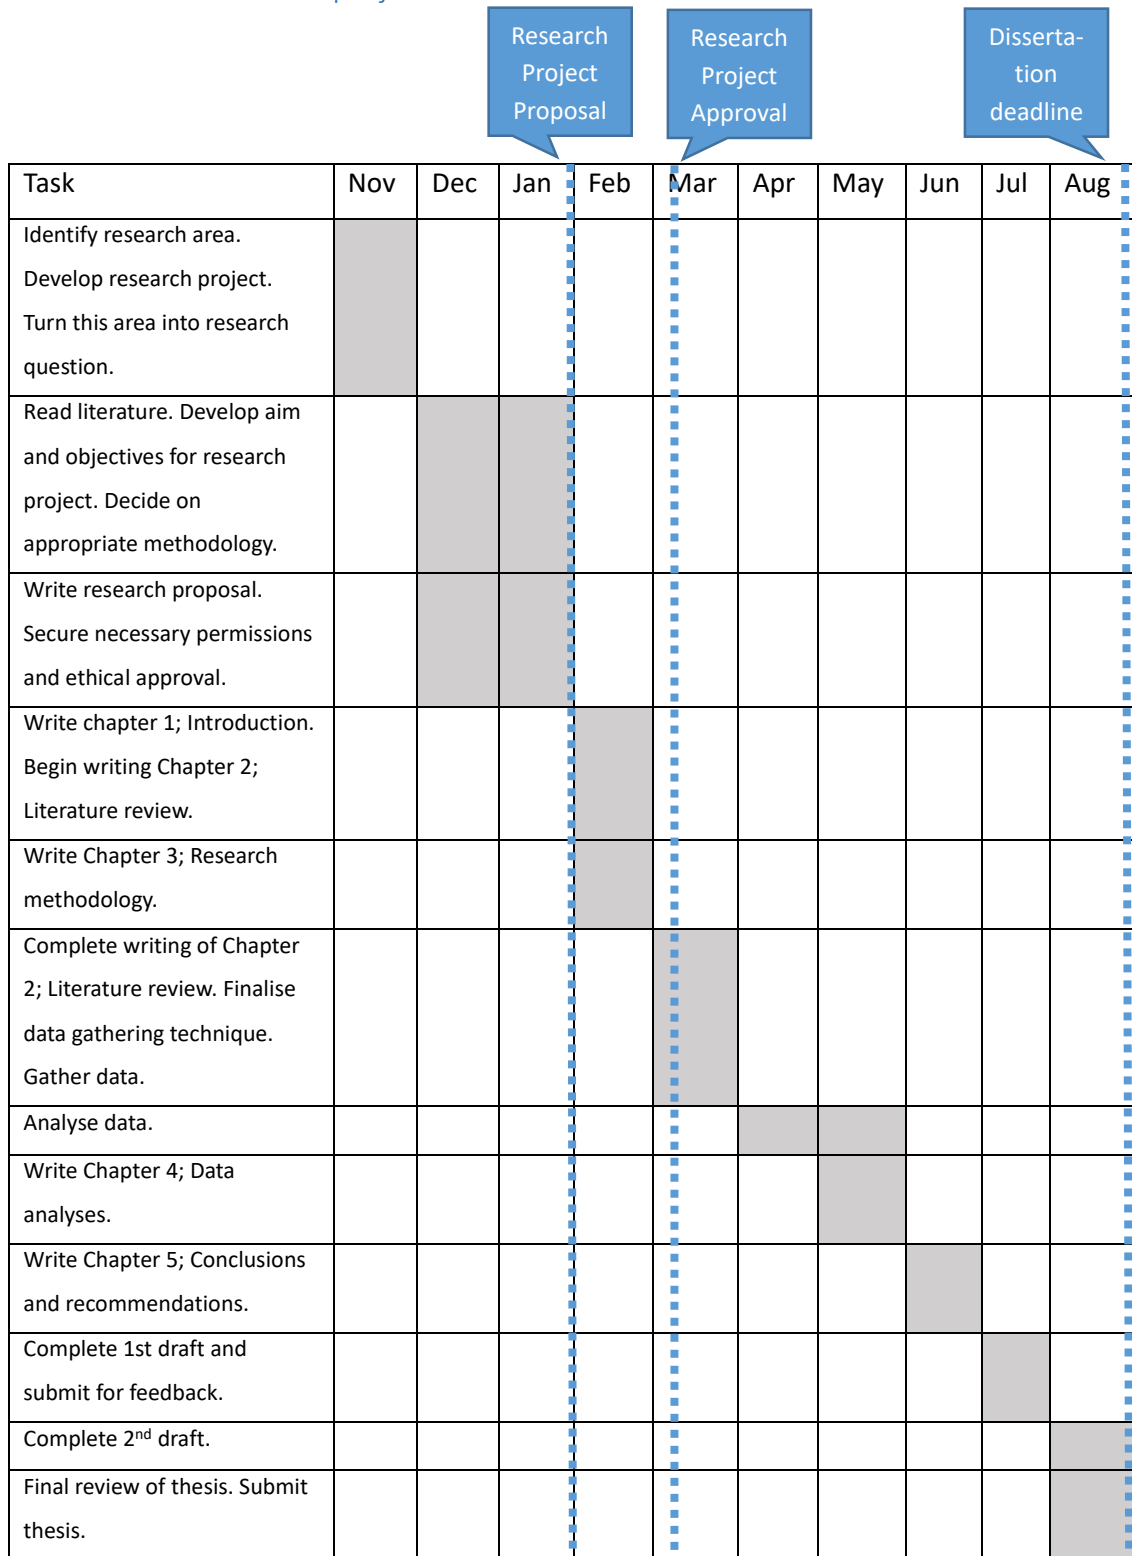 Research
Project
Proposal
Research
Project
Approval
Disserta-
tion
deadline
Task Nov Dec Jan Feb Mar Apr May Jun Jul Aug
Identify research area.
Develop research project.
Turn this area into research
question.
Read literature. Develop aim
and objectives for research
project. Decide on
appropriate methodology.
Write research proposal.
Secure necessary permissions
and ethical approval.
Write chapter 1; Introduction.
Begin writing Chapter 2;
Literature review.
Write Chapter 3; Research
methodology.
Complete writing of Chapter
2; Literature review. Finalise
data gathering technique.
Gather data.
Analyse data.
Write Chapter 4; Data
analyses.
Write Chapter 5; Conclusions
and recommendations.
Complete 1st draft and
submit for feedback.
Complete 2nd draft.
Final review of thesis. Submit
thesis.